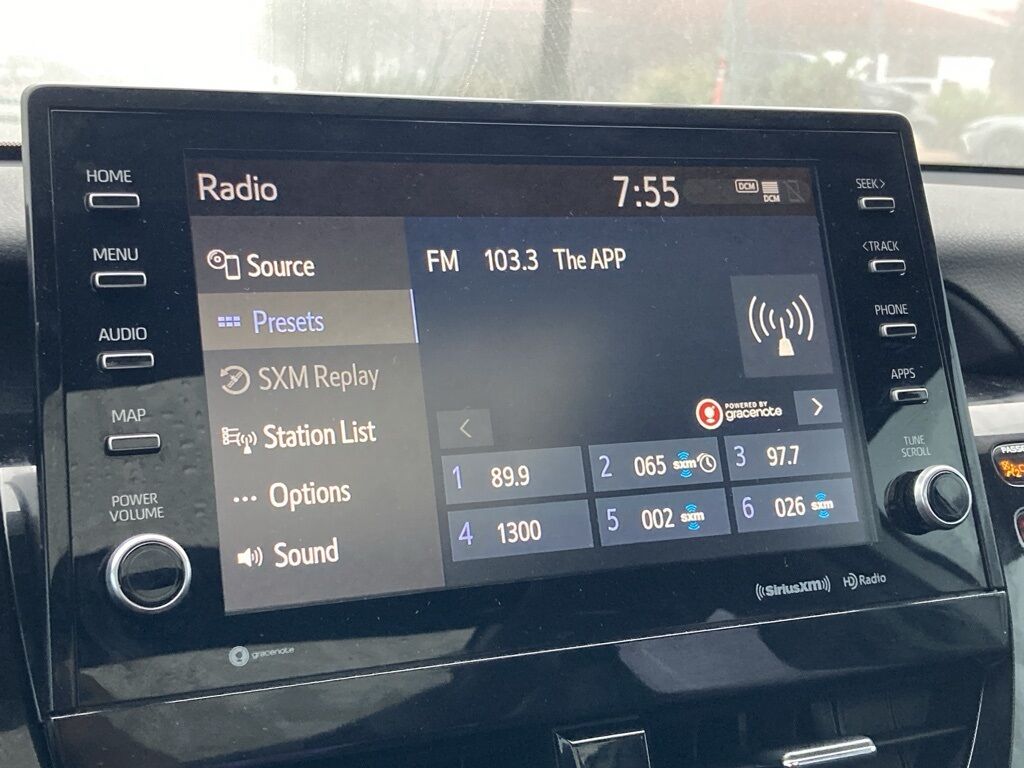 HOME
MENU
AUDIO
MAP
POWER
VOLUME
Radio
7:55
DCM
DCM
Source
Presets
SXM Replay
Station List
Options
Sound
FM 103.3 The APP
POWERED BY
gracenote
1 89.9
2 065 sxm
3 97.7
4 1300
5 002 sxm
6 026 sxm
SEEK >
< TRACK
PHONE
APPS
TUNE
SCROLL
((SiriusXM))
HD Radio
gracenote